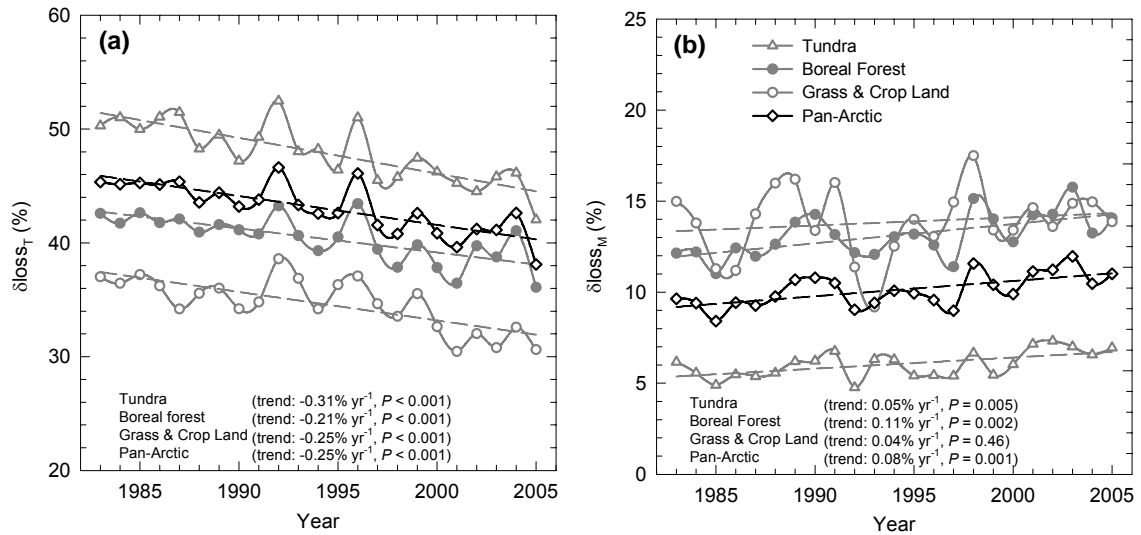 (a)
60
50
40
30
20
δlossT (%)
1985 1990 1995 2000 2005
Year
Tundra (trend: -0.31% yr-1, P < 0.001)
Boreal forest (trend: -0.21% yr-1, P < 0.001)
Grass & Crop Land (trend: -0.25% yr-1, P < 0.001)
Pan-Arctic (trend: -0.25% yr-1, P < 0.001)
(b)
Tundra
Boreal Forest
Grass & Crop Land
Pan-Arctic
25
20
15
10
5
0
δlossM (%)
Tundra (trend: 0.05% yr-1, P = 0.005)
Boreal Forest (trend: 0.11% yr-1, P = 0.002)
Grass & Crop Land (trend: 0.04% yr-1, P = 0.46)
Pan-Arctic (trend: 0.08% yr-1, P = 0.001)
1985 1990 1995 2000 2005
Year